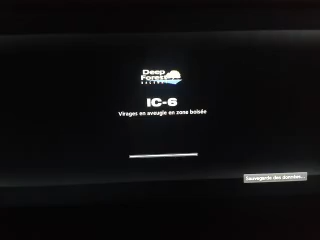 Deep
Forest
IC-6
Virages en aveugle en zone boisée
Sauvegarde des données...